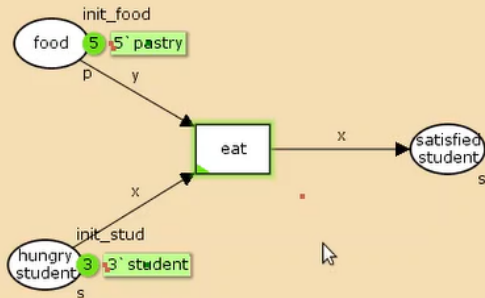 init_food
food
5
5`pastry
p
y
eat
x
satisfied
student
s
x
init_stud
hungry
student
3
3`student
s